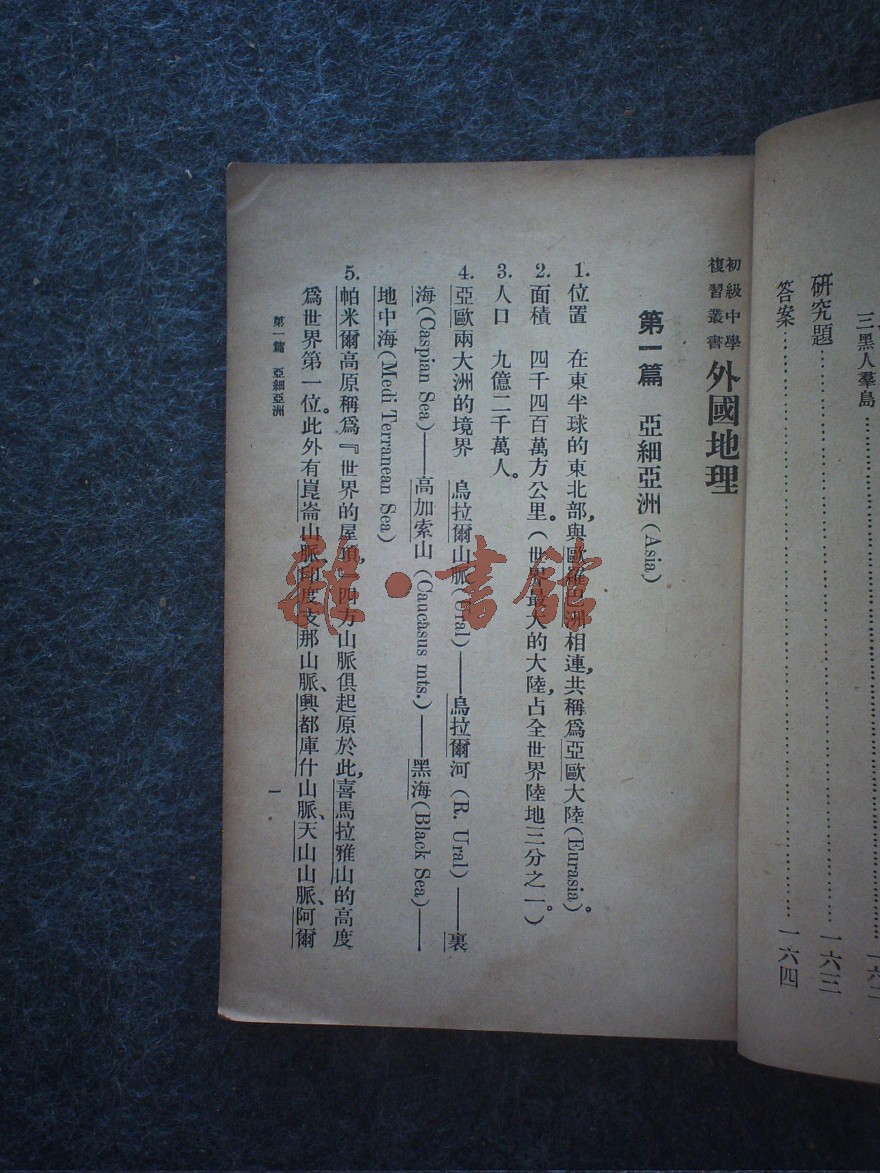 三、黑人羣島……………一六二
研究題……………一六三
答案……………一六四
初級中學
複習叢書
外國地理
第一篇 亞細亞洲(Asia)
1. 位置 在東半球的東北部,與歐羅巴洲相連,共稱爲亞歐大陸(Eurasia)。
2. 面積 四千四百萬方公里。(世界最大的大陸,占全世界陸地三分之一。)
3. 人口 九億二千萬人。
4. 亞歐兩大洲的境界 烏拉爾山脈(Ural)——烏拉爾河(R. Ural)——裏
海(Caspian Sea)——高加索山(Caucasus mts.)——黑海(Black Sea)——
地中海(Medi Terranean Sea)
5. 帕米爾高原稱爲『世界的屋頂,』四方山脈俱起原於此,喜馬拉雅山的高度
爲世界第一位。此外有崑崙山脈、印度支那山脈、興都庫什山脈、天山山脈、阿爾
第一篇 亞細亞洲
一
雜·書館